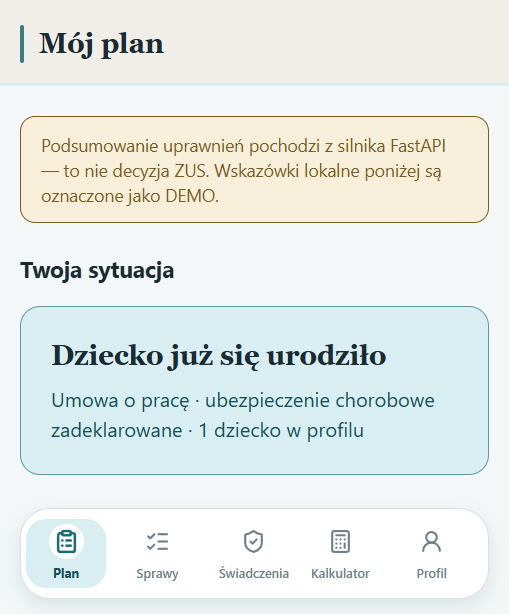 Mój plan
Podsumowanie uprawnień pochodzi z silnika FastAPI
— to nie decyzja ZUS. Wskazówki lokalne poniżej są
oznaczone jako DEMO.
Twoja sytuacja
Dziecko już się urodziło
Umowa o pracę · ubezpieczenie chorobowe
zadeklarowane · 1 dziecko w profilu
Plan Sprawy Świadczenia Kalkulator Profil